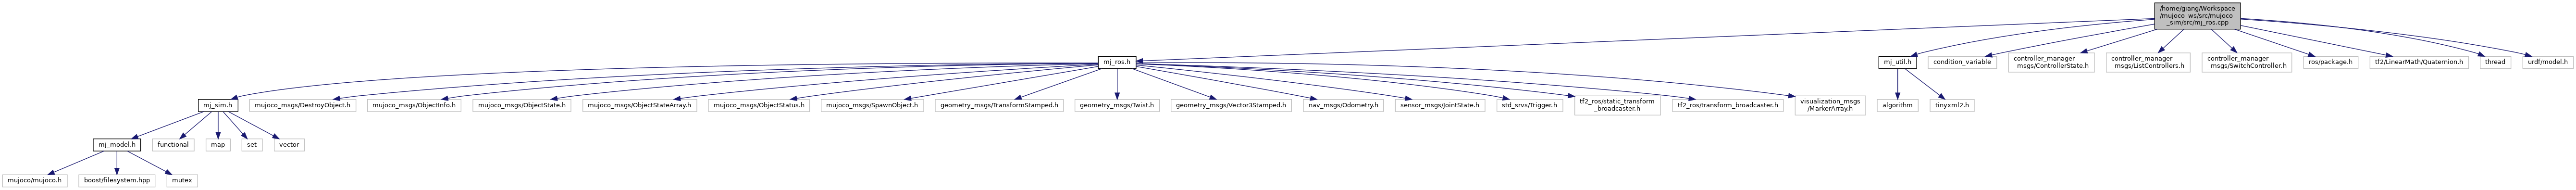 /home/giang/Workspace
/mujoco_ws/src/mujoco
_sim/src/mj_ros.cpp
mj_ros.h
mj_util.h
condition_variable
controller_manager
_msgs/ControllerState.h
controller_manager
_msgs/ListControllers.h
controller_manager
_msgs/SwitchController.h
ros/package.h
tf2/LinearMath/Quaternion.h
thread
urdf/model.h
mj_sim.h
mujoco_msgs/DestroyObject.h
mujoco_msgs/ObjectInfo.h
mujoco_msgs/ObjectState.h
mujoco_msgs/ObjectStateArray.h
mujoco_msgs/ObjectStatus.h
mujoco_msgs/SpawnObject.h
geometry_msgs/TransformStamped.h
geometry_msgs/Twist.h
geometry_msgs/Vector3Stamped.h
nav_msgs/Odometry.h
sensor_msgs/JointState.h
std_srvs/Trigger.h
tf2_ros/static_transform
_broadcaster.h
tf2_ros/transform_broadcaster.h
visualization_msgs
/MarkerArray.h
algorithm
tinyxml2.h
mj_model.h
functional
map
set
vector
mujoco/mujoco.h
boost/filesystem.hpp
mutex